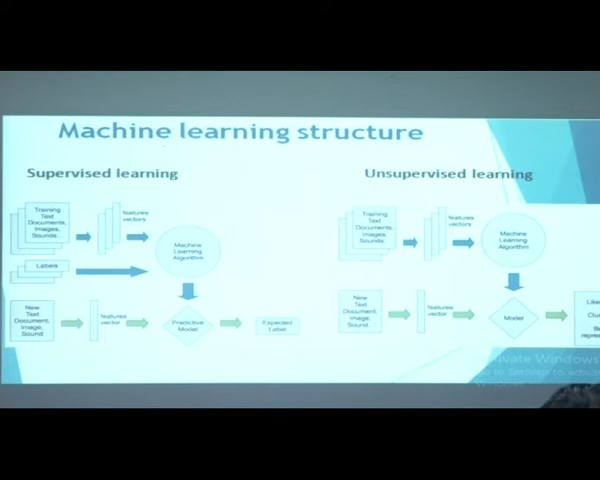 Machine learning structure
Supervised learning
Training
Text
Documents,
Images,
Sounds...
features
vectors
Machine
Learning
Algorithm
Labels
New
Text
Document,
Image,
Sound
features
vector
Predictive
Model
Expected
Label
Unsupervised learning
Training
Text
Documents,
Images,
Sounds...
features
vectors
Machine
Learning
Algorithm
New
Text
Document,
Image,
Sound
features
vector
Model